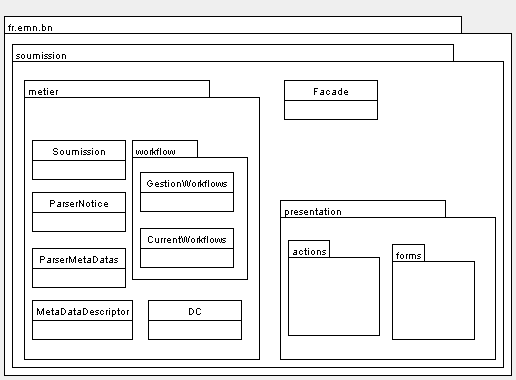 fr.emn.bn
soumission
metier
Facade
Soumission
workflow
GestionWorkflows
ParserNotice
presentation
CurrentWorkflows
actions
forms
ParserMetaDatas
MetaDataDescriptor
DC